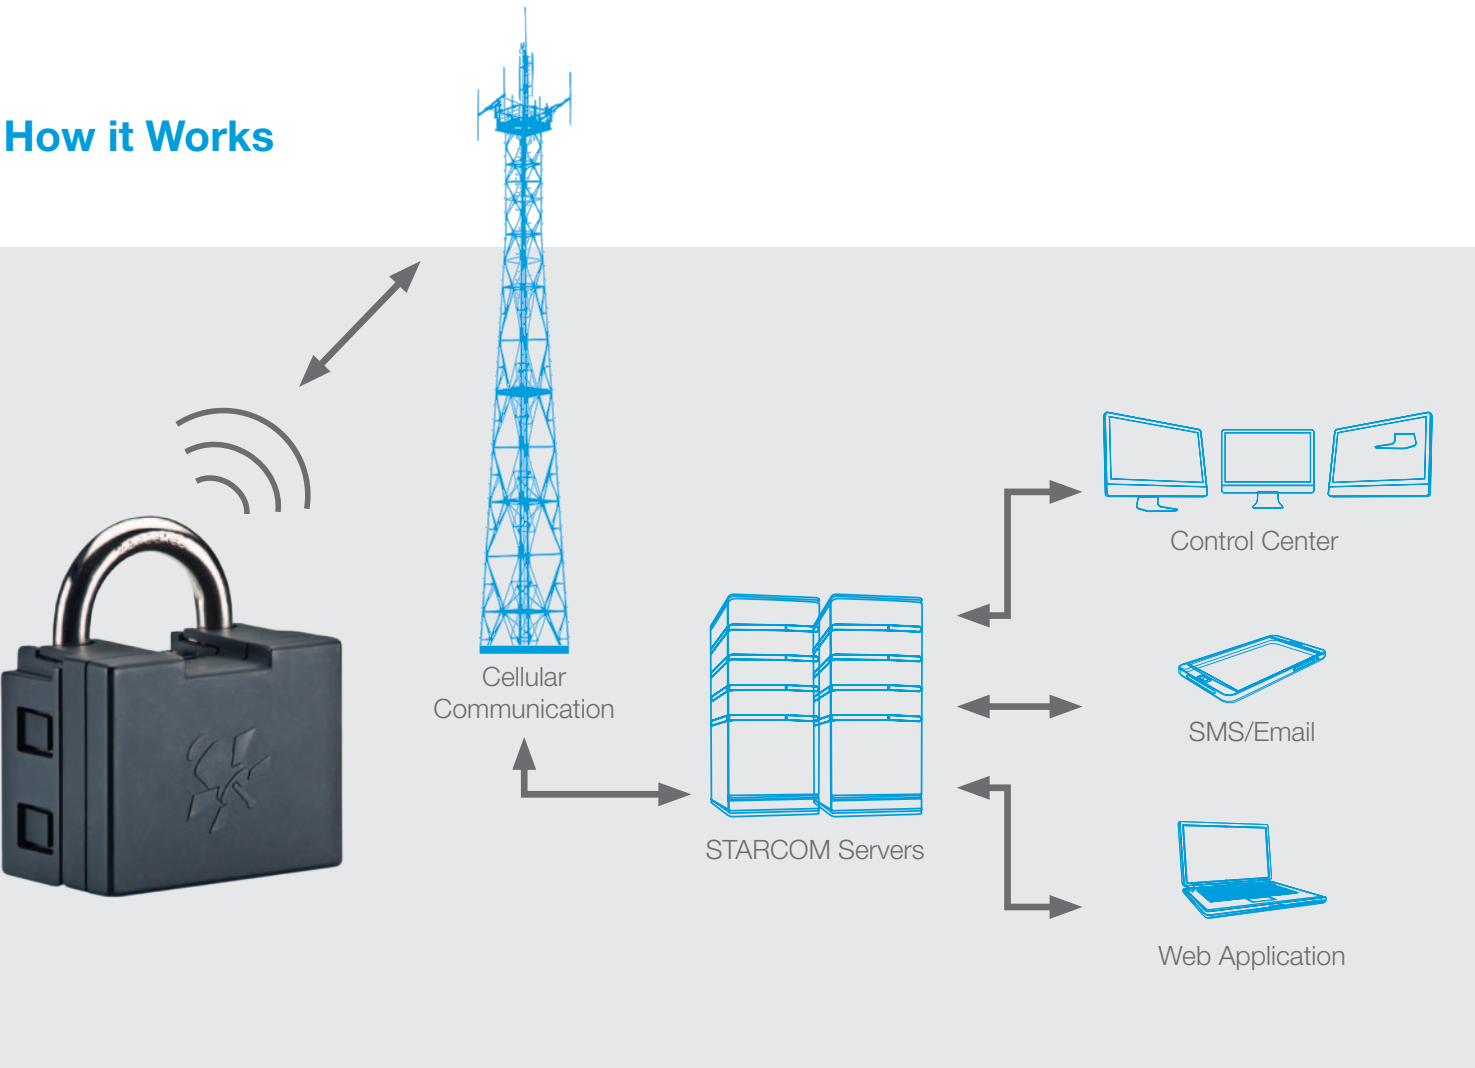 How it Works
Cellular
Communication
STARCOM Servers
Control Center
SMS/Email
Web Application